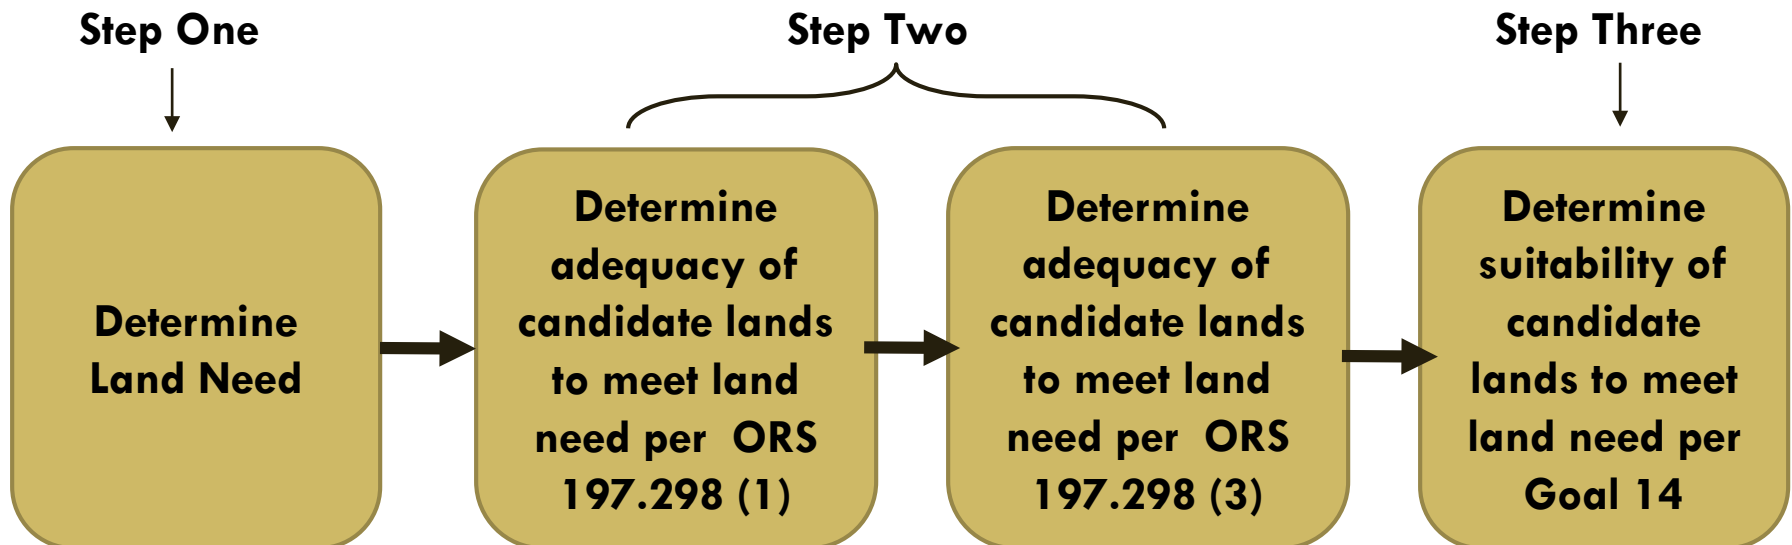 Step One
Step Two
Step Three
Determine
Land Need
Determine
adequacy of
candidate lands
to meet land
need per ORS
197.298 (1)
Determine
adequacy of
candidate lands
to meet land
need per ORS
197.298 (3)
Determine
suitability of
candidate
lands to meet
land need per
Goal 14